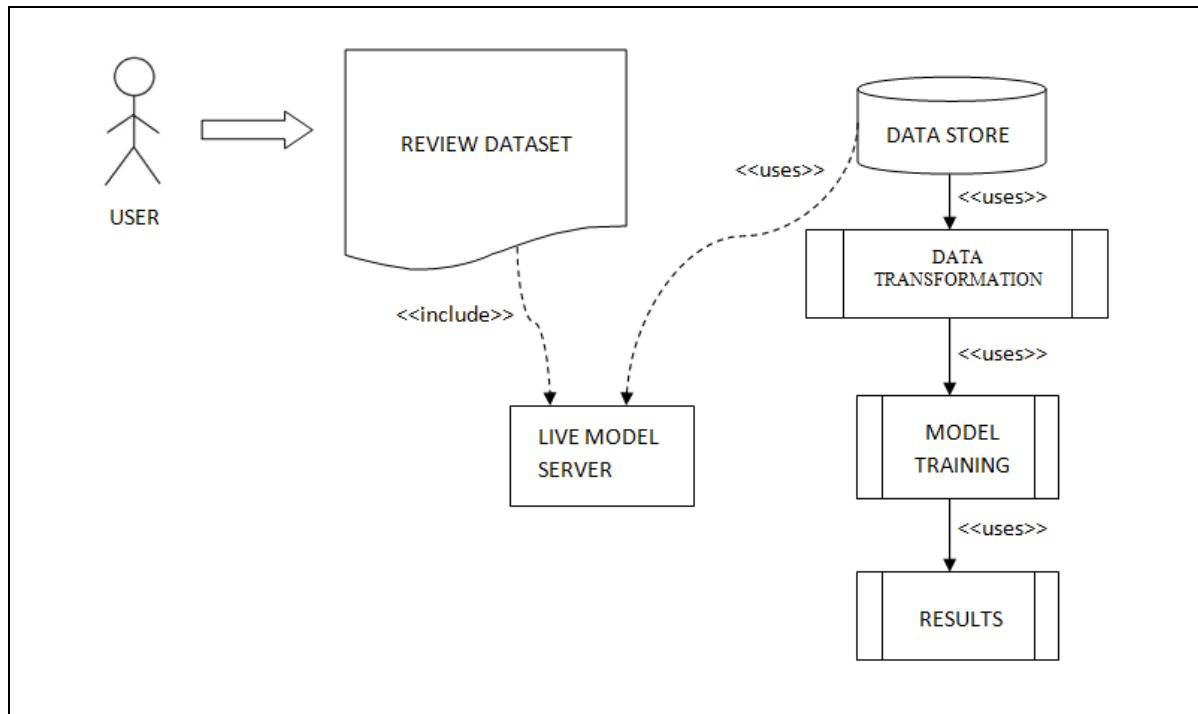 REVIEW DATASET
DATA STORE
<<uses>>
<<uses>>
USER
DATA
TRANSFORMATION
<<include>>
<<uses>>
LIVE MODEL
SERVER
MODEL
TRAINING
<<uses>>
RESULTS